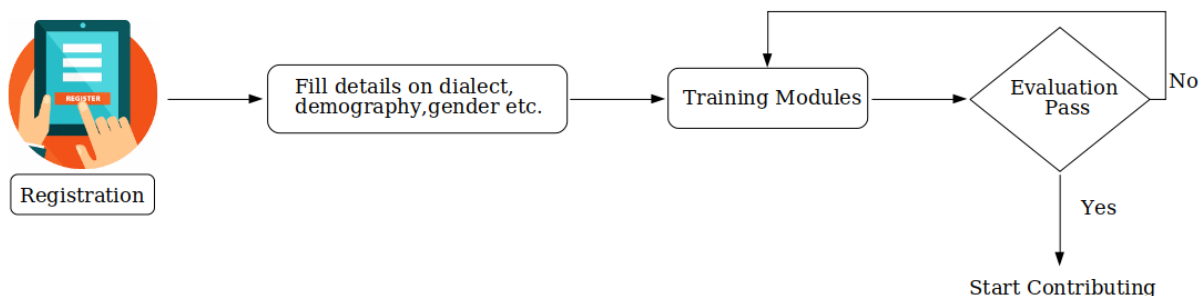 REGISTER
Registration
Fill details on dialect,
demography,gender etc.
Training Modules
Evaluation
Pass
No
Yes
Start Contributing